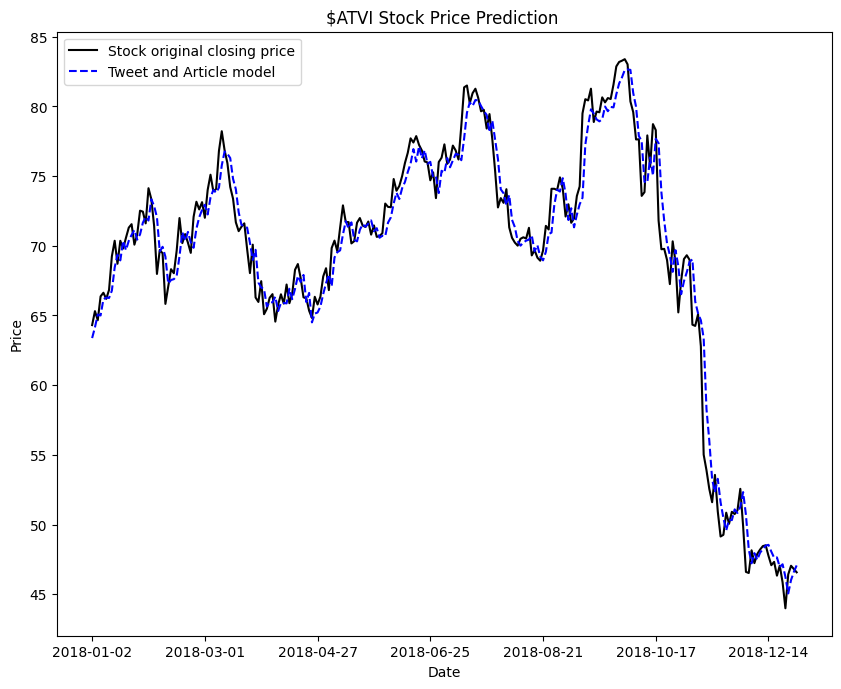 $ATVI Stock Price Prediction
Stock original closing price
Tweet and Article model
85
80
75
70
65
60
55
50
45
Price
2018-01-02 2018-03-01 2018-04-27 2018-06-25 2018-08-21 2018-10-17 2018-12-14
Date